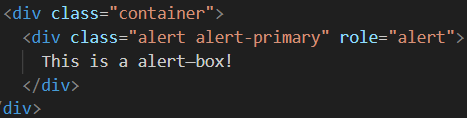 <div class="container">
<div class="alert alert-primary" role="alert">
This is a alert—box!
</div>
</div>